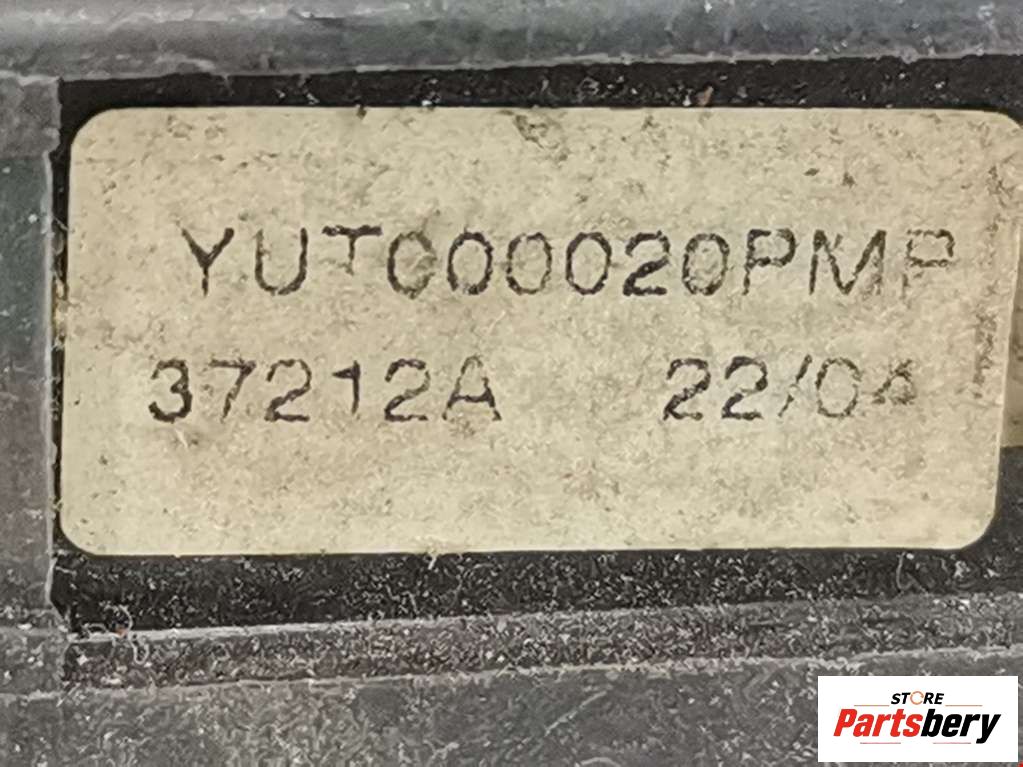 YUT000020PMP
37212A 22/04
STORE
Partsbery